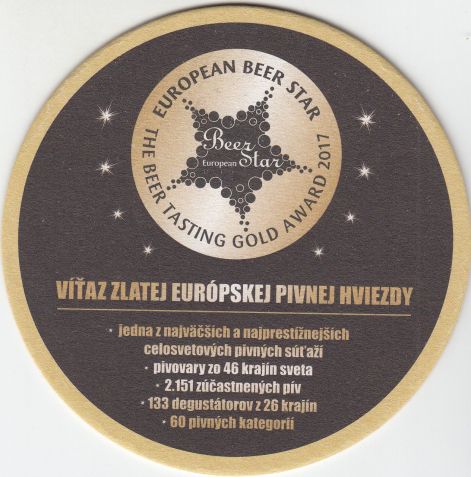 EUROPEAN BEER STAR
THE BEER TASTING GOLD AWARD 2017
Beer
European Star
VÍŤAZ ZLATEJ EURÓPSKEJ PIVNEJ HVIEZDY
· jedna z najväčších a najprestížnejších
celosvetových pivných súťaží
· pivovary zo 46 krajín sveta
· 2.151 zúčastnených pív
· 133 degustátorov z 26 krajín
· 60 pivných kategorií